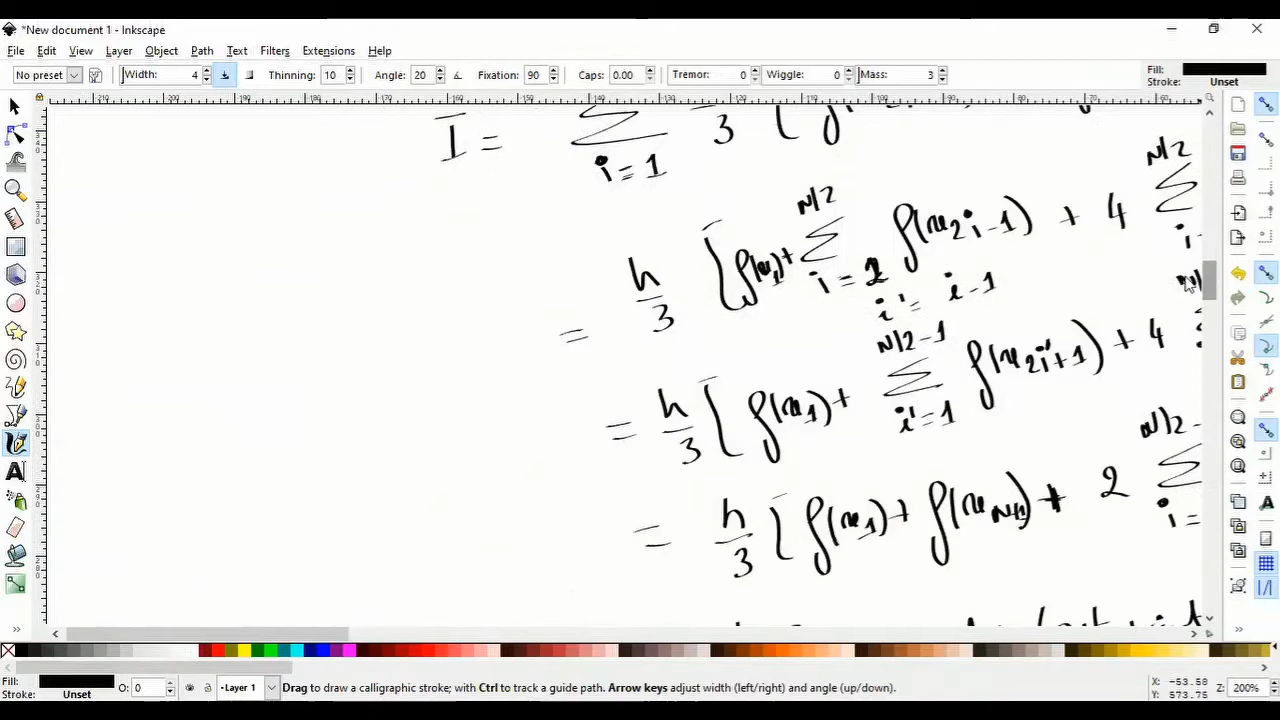 *New document 1 - Inkscape
File Edit View Layer Object Path Text Filters Extensions Help
No preset Width: 4 Thinning: 10 Angle: 20 Fixation: 90 Caps: 0.00 Tremor: 0 Wiggle: 0 Mass: 3 Fill: Stroke: Unset
I = ∑ i=1 3 (
= h/3 [f(x1)+ ∑ i=2 N/2 f(x2i-1) + 4 ∑ N/2
i' = i-1
= h/3 [ f(x1)+ ∑ i'=1 N/2-1 f(x2i'+1) + 4
= h/3 [ f(x1)+ f(xN+1) + 2 ∑ N/2 - i =
Fill: Stroke: Unset O: 0 Layer 1 Drag to draw a calligraphic stroke; with Ctrl to track a guide path. Arrow keys adjust width (left/right) and angle (up/down). X: -53.58 Y: 573.75 Z: 200%